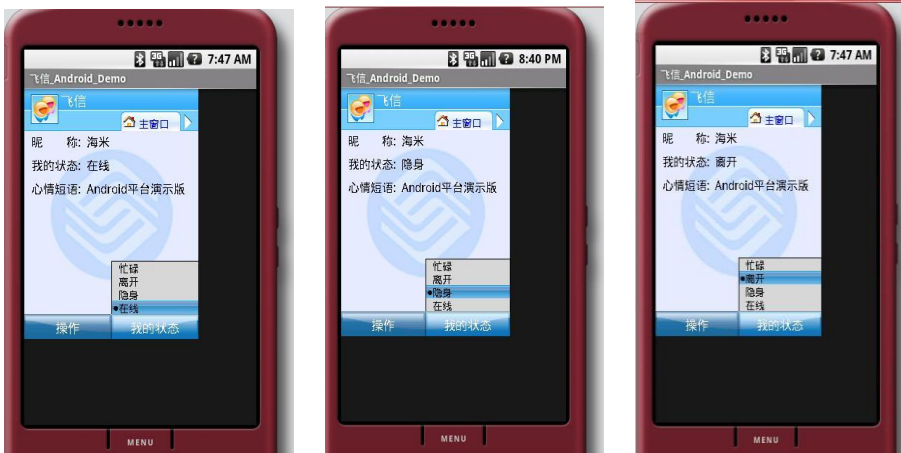 3G 7:47 AM
飞信_Android_Demo
飞信
主窗口
昵 称: 海米
我的状态: 在线
心情短语: Android平台演示版
忙碌
离开
隐身
在线
操作 我的状态
MENU
3G 8:40 PM
飞信_Android_Demo
飞信
主窗口
昵 称: 海米
我的状态: 隐身
心情短语: Android平台演示版
忙碌
离开
隐身
在线
操作 我的状态
MENU
3G 7:47 AM
飞信_Android_Demo
飞信
主窗口
昵 称: 海米
我的状态: 离开
心情短语: Android平台演示版
忙碌
离开
隐身
在线
操作 我的状态
MENU